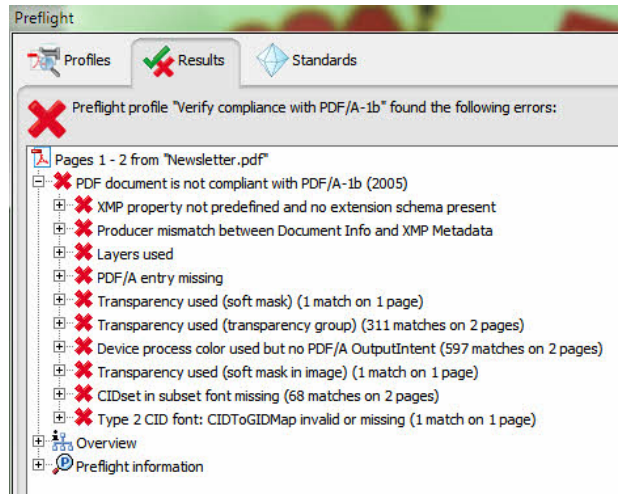 Preflight
Profiles
Results
Standards
Preflight profile "Verify compliance with PDF/A-1b" found the following errors:
Pages 1 - 2 from "Newsletter.pdf"
PDF document is not compliant with PDF/A-1b (2005)
XMP property not predefined and no extension schema present
Producer mismatch between Document Info and XMP Metadata
Layers used
PDF/A entry missing
Transparency used (soft mask) (1 match on 1 page)
Transparency used (transparency group) (311 matches on 2 pages)
Device process color used but no PDF/A OutputIntent (597 matches on 2 pages)
Transparency used (soft mask in image) (1 match on 1 page)
CIDset in subset font missing (68 matches on 2 pages)
Type 2 CID font: CIDToGIDMap invalid or missing (1 match on 1 page)
Overview
Preflight information